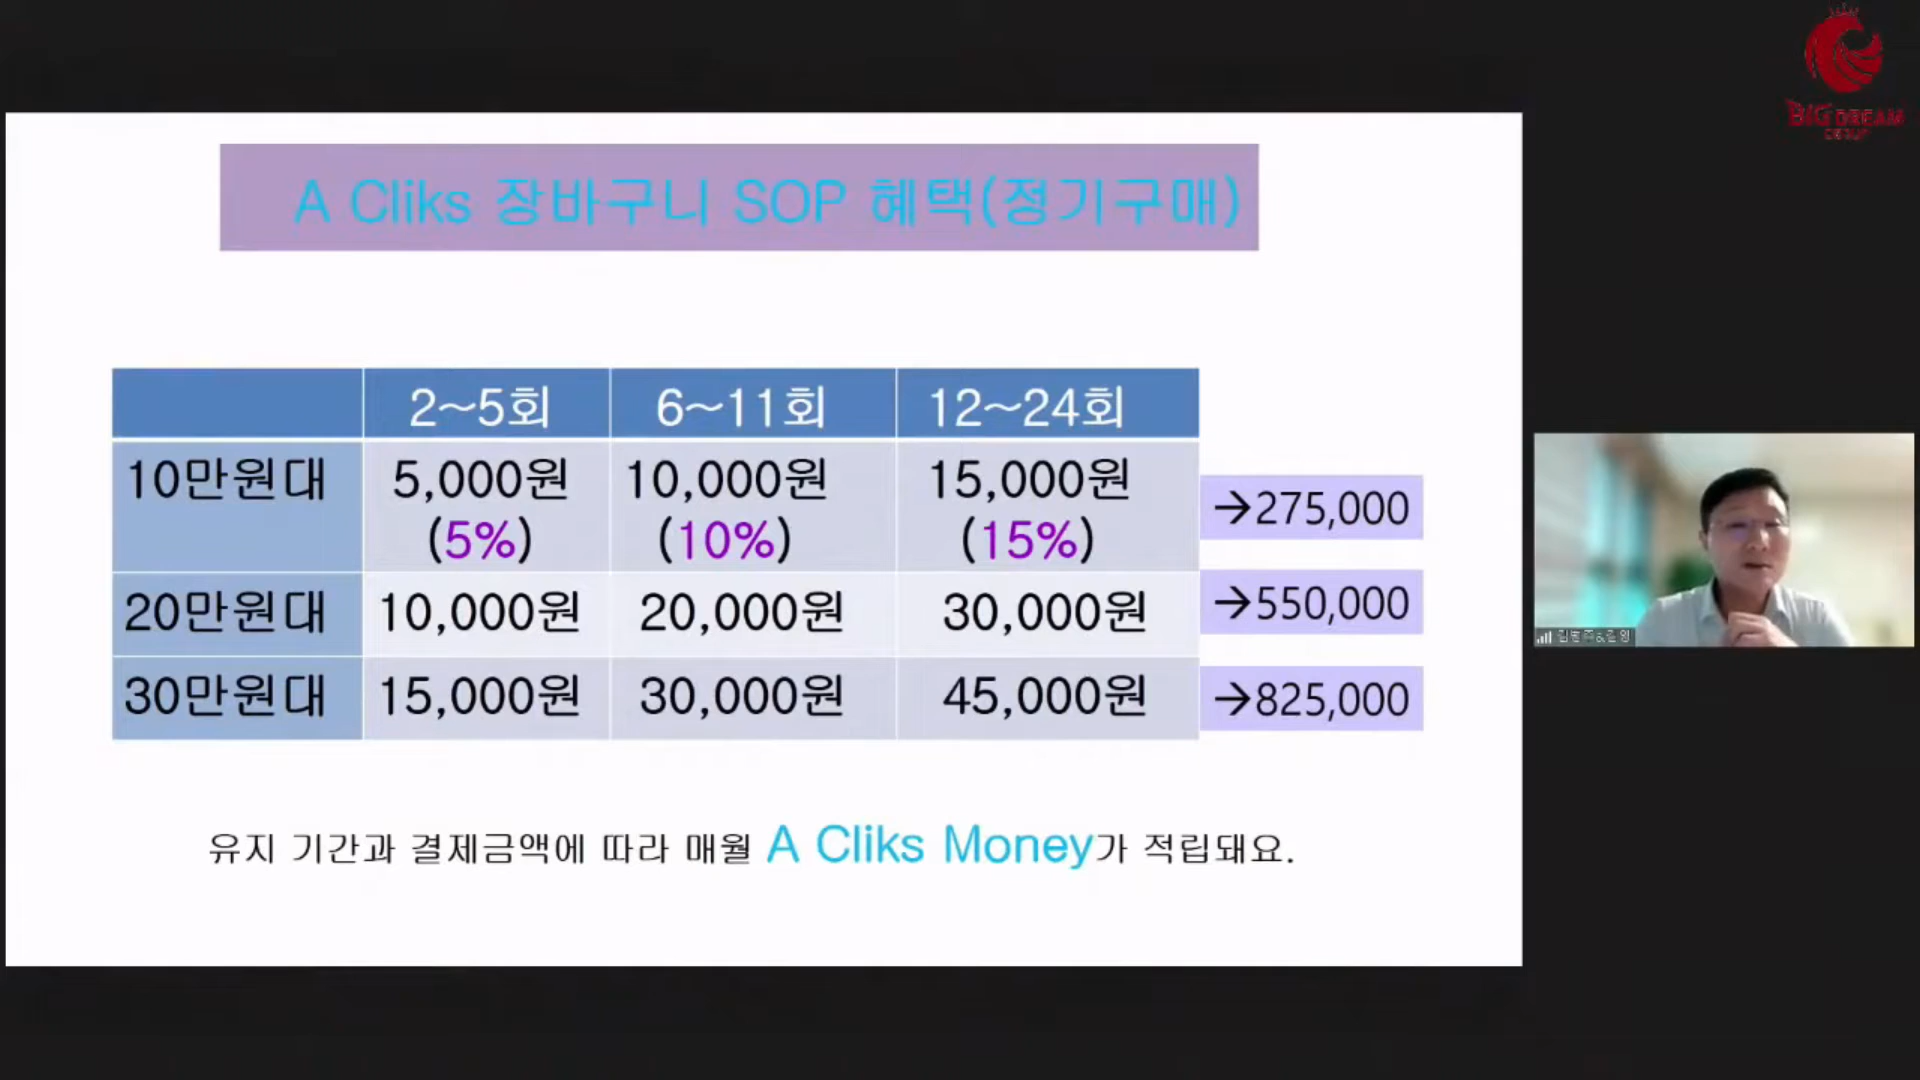 BIG DREAM
GROUP
A Cliks 장바구니 SOP 혜택(정기구매)
2~5회 6~11회 12~24회
10만원대 5,000원 10,000원 15,000원
(5%) (10%) (15%)
→275,000
20만원대 10,000원 20,000원 30,000원 →550,000
30만원대 15,000원 30,000원 45,000원 →825,000
유지 기간과 결제금액에 따라 매월 A Cliks Money가 적립돼요.